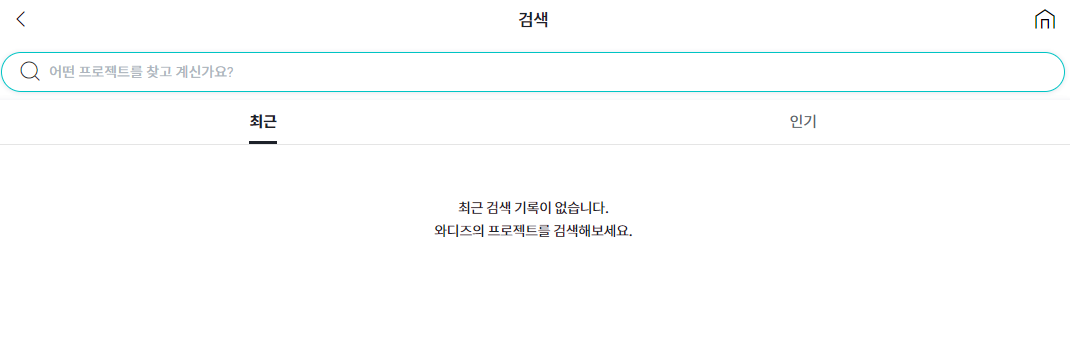 검색
어떤 프로젝트를 찾고 계신가요?
최근
인기
최근 검색 기록이 없습니다.
와디즈의 프로젝트를 검색해보세요.